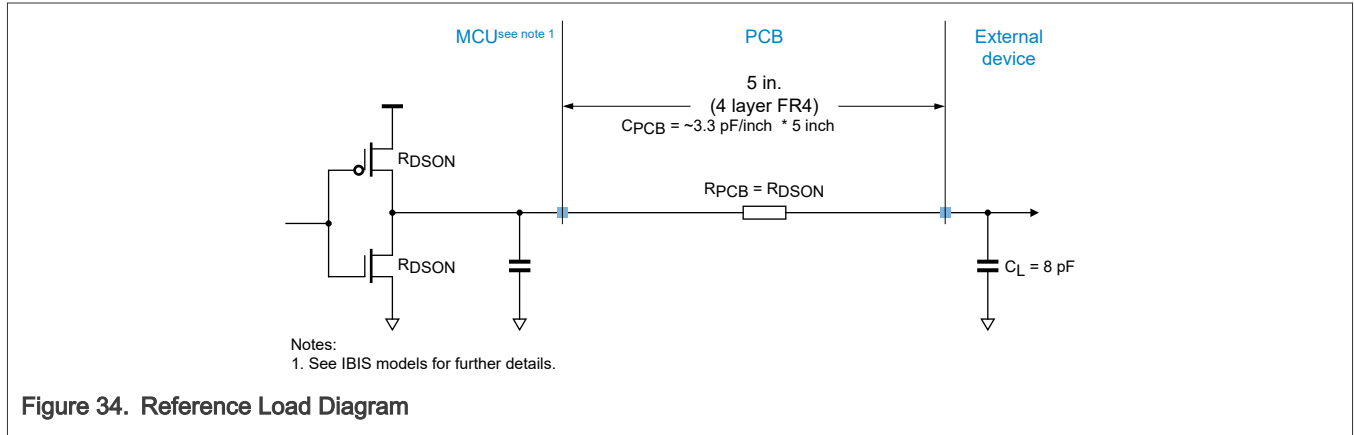 MCUsee note 1
PCB
External
device
5 in.
(4 layer FR4)
CPCB = ~3.3 pF/inch * 5 inch
RDSON
RPCB = RDSON
RDSON
CL = 8 pF
Notes:
1. See IBIS models for further details.
Figure 34. Reference Load Diagram